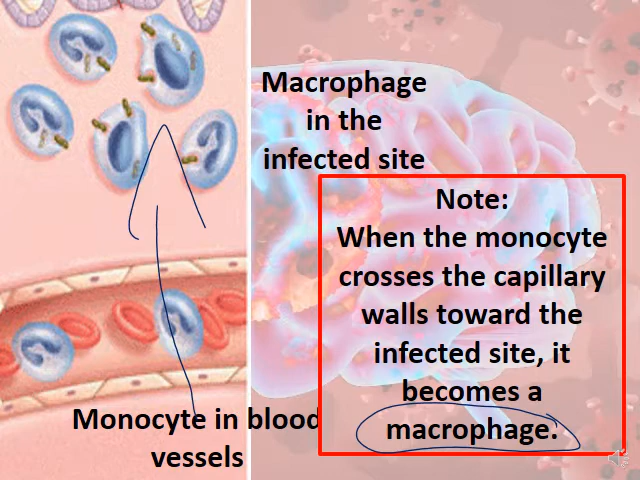 Macrophage
in the
infected site
Note:
When the monocyte
crosses the capillary
walls toward the
infected site, it
becomes a
macrophage.
Monocyte in blood
vessels